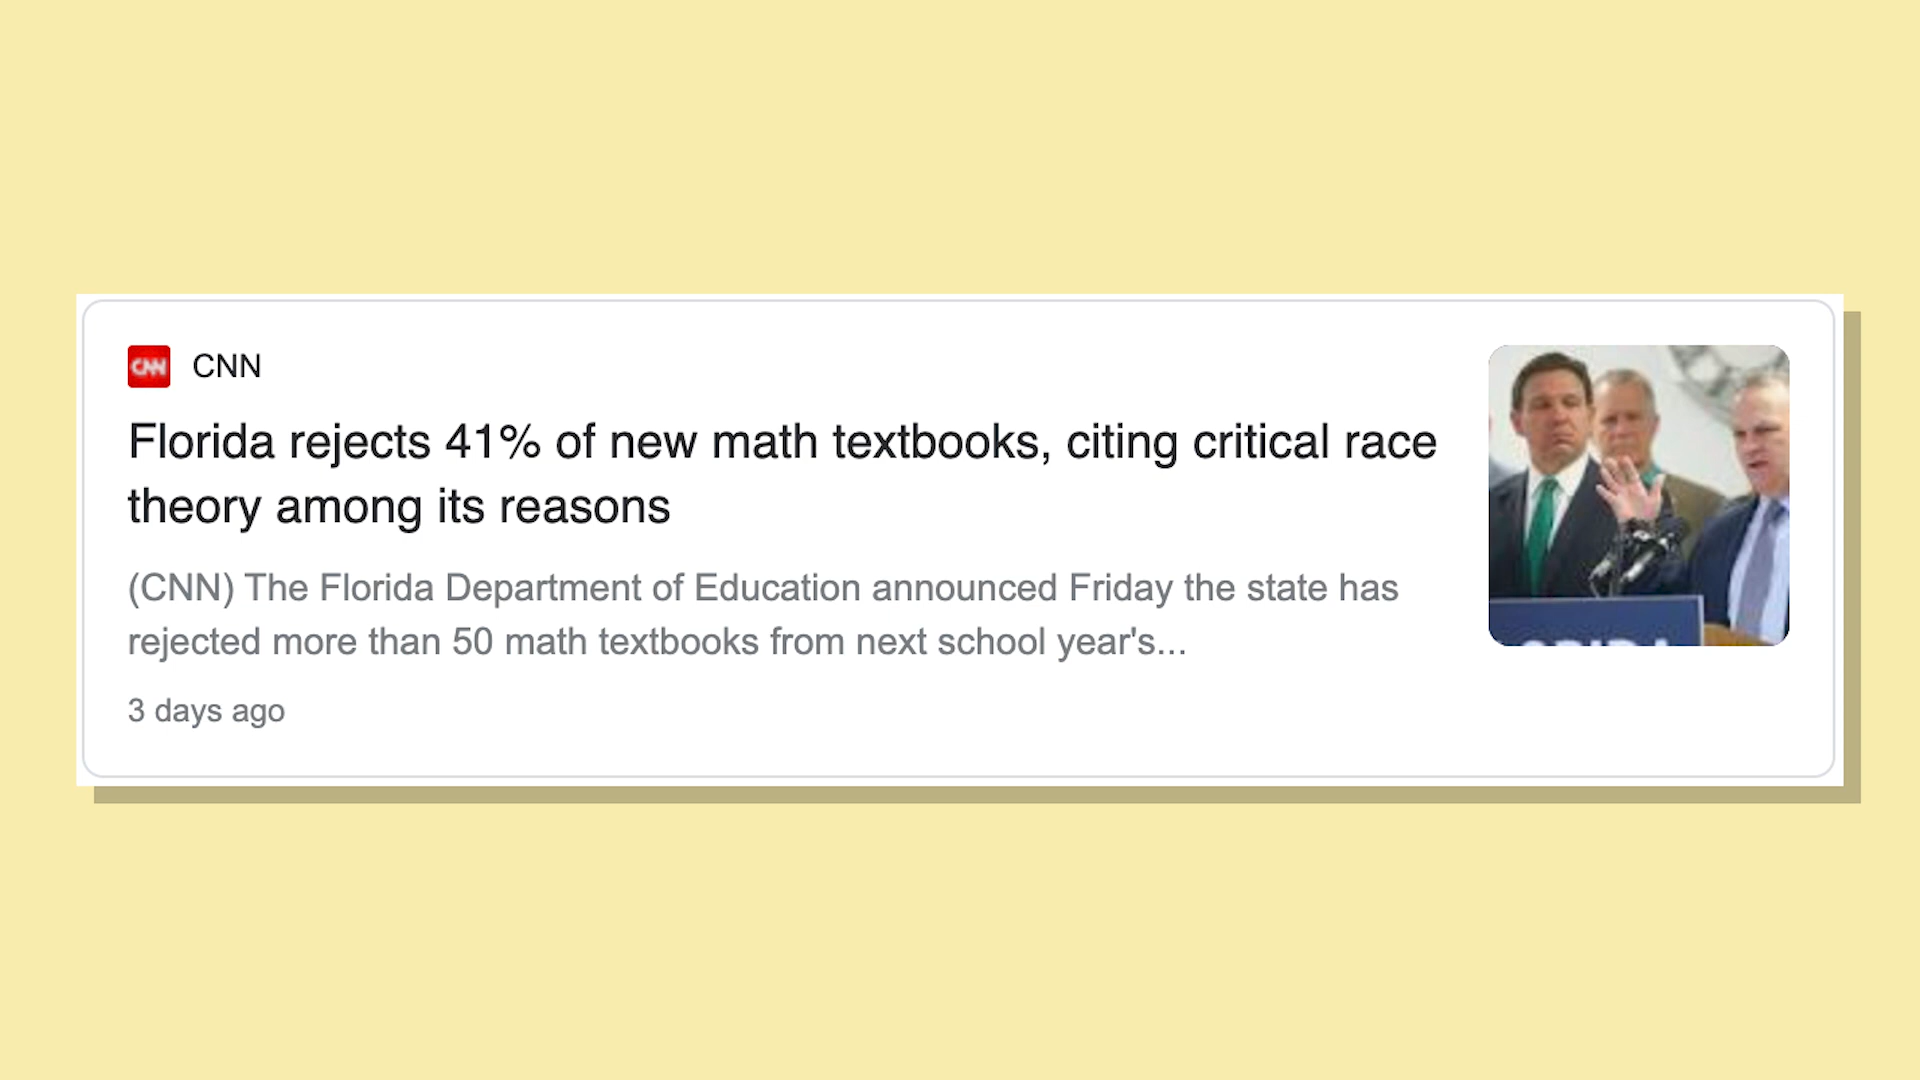 CNN CNN
Florida rejects 41% of new math textbooks, citing critical race
theory among its reasons
(CNN) The Florida Department of Education announced Friday the state has
rejected more than 50 math textbooks from next school year's...
3 days ago